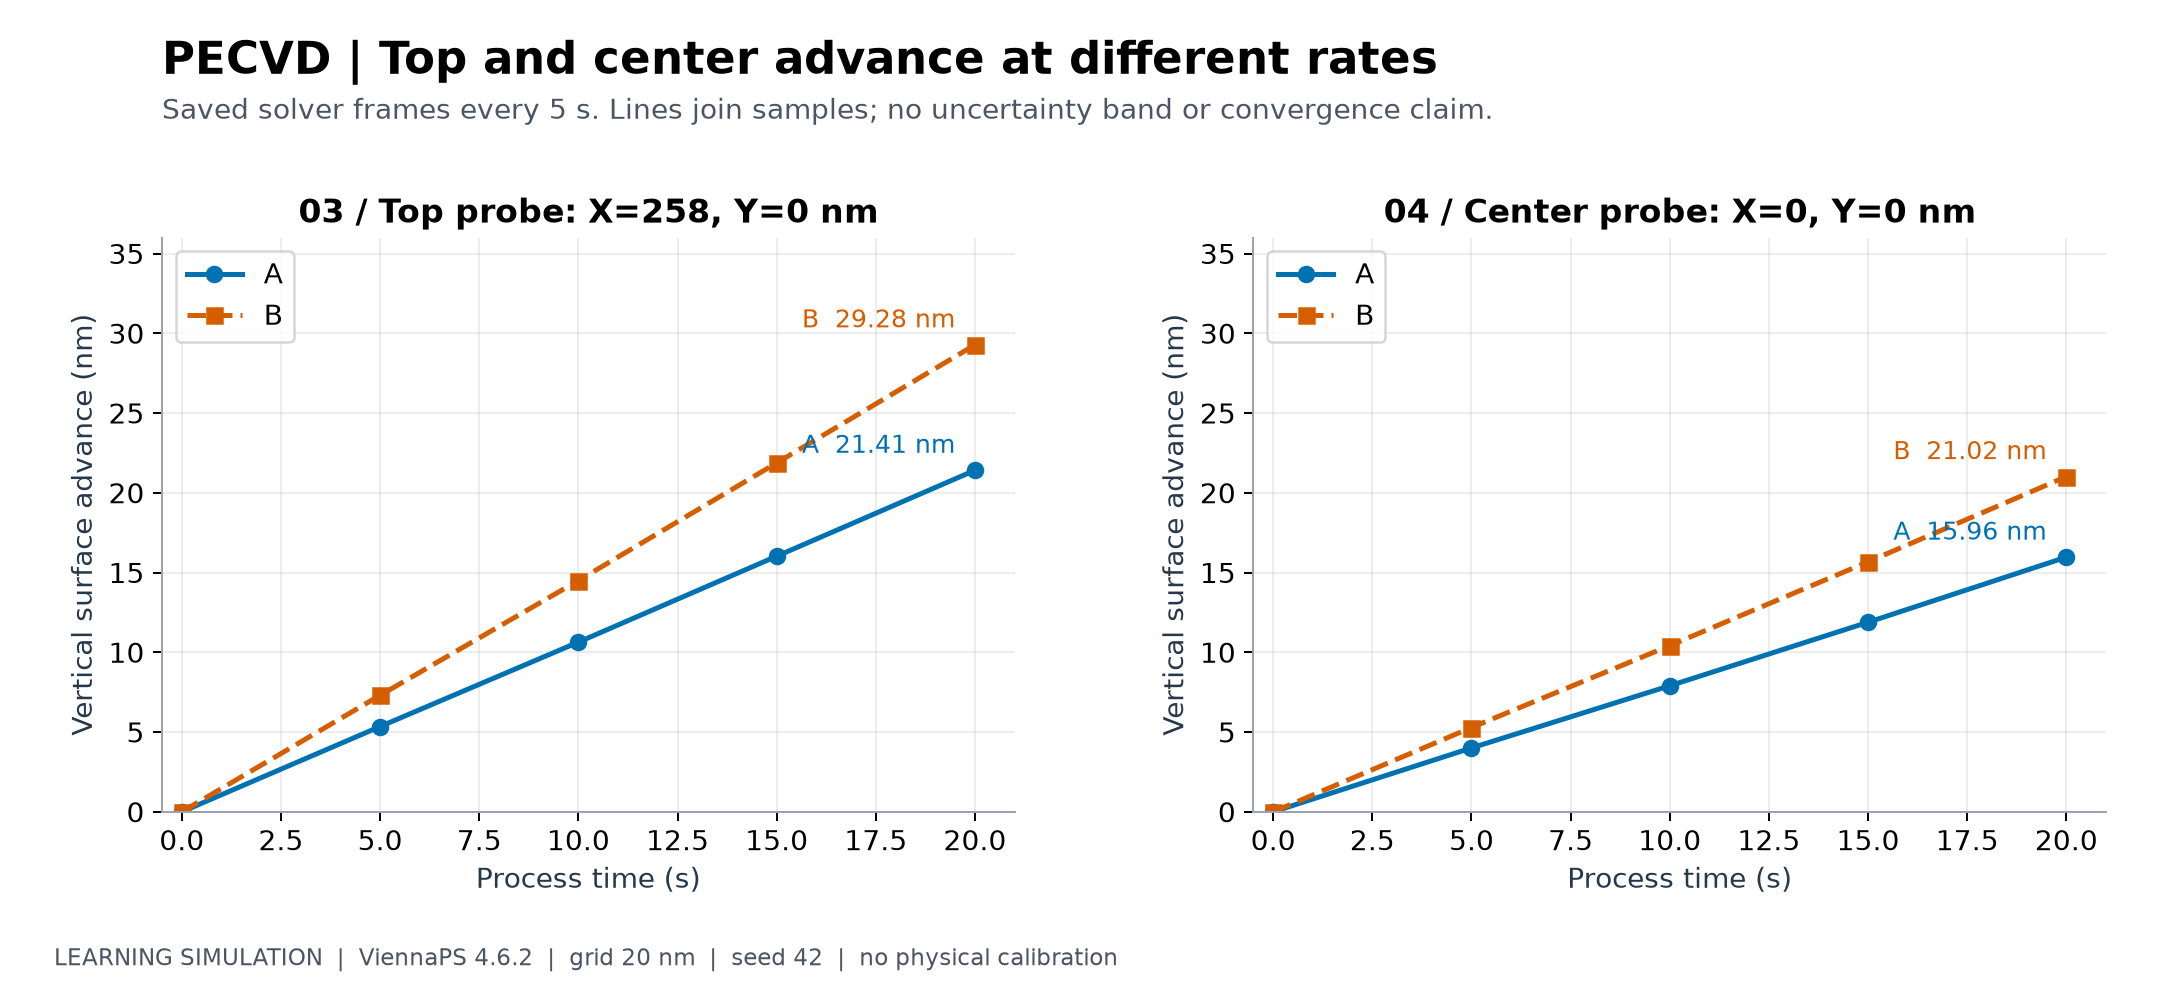 PECVD | Top and center advance at different rates
Saved solver frames every 5 s. Lines join samples; no uncertainty band or convergence claim.
03 / Top probe: X=258, Y=0 nm
A
B
B 29.28 nm
A 21.41 nm
35
30
25
20
15
10
5
0
Vertical surface advance (nm)
0.0 2.5 5.0 7.5 10.0 12.5 15.0 17.5 20.0
Process time (s)
04 / Center probe: X=0, Y=0 nm
A
B
B 21.02 nm
A 15.96 nm
35
30
25
20
15
10
5
0
Vertical surface advance (nm)
0.0 2.5 5.0 7.5 10.0 12.5 15.0 17.5 20.0
Process time (s)
LEARNING SIMULATION | ViennaPS 4.6.2 | grid 20 nm | seed 42 | no physical calibration